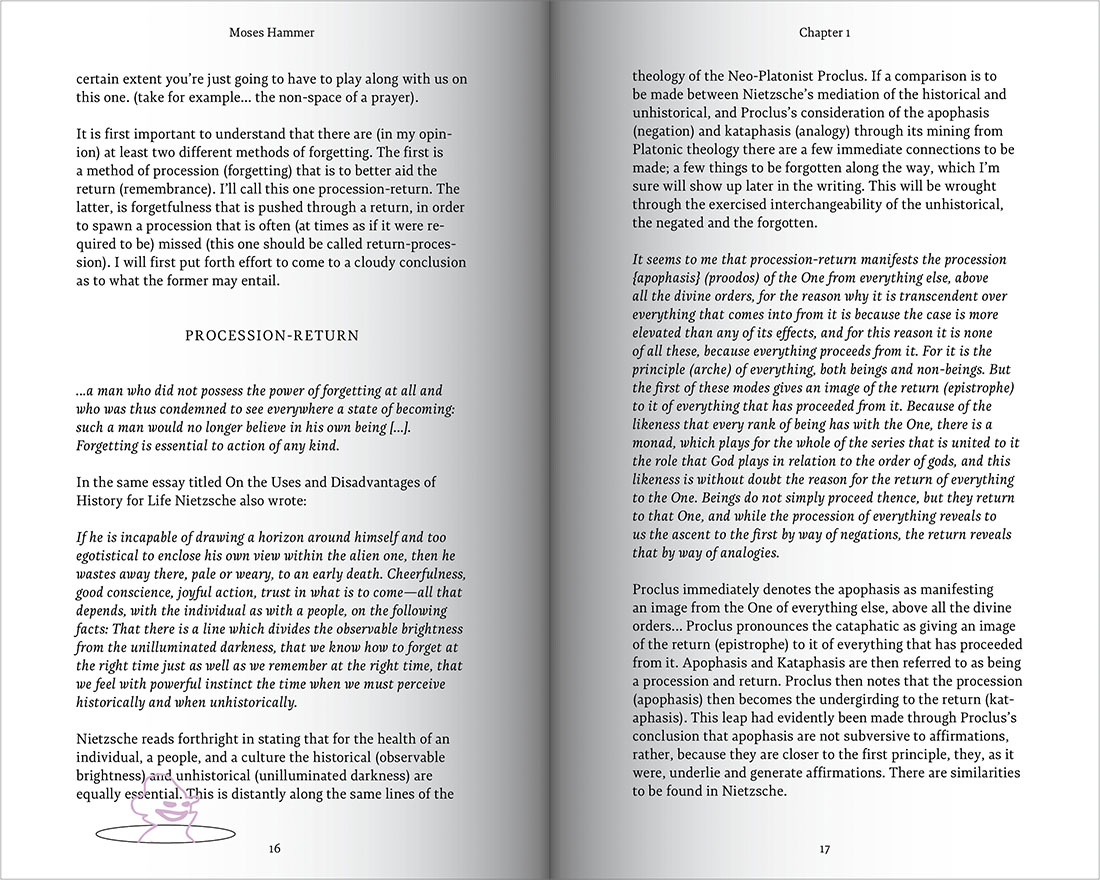 Moses Hammer
certain extent you’re just going to have to play along with us on
this one. (take for example... the non-space of a prayer).
It is first important to understand that there are (in my opin-
ion) at least two different methods of forgetting. The first is
a method of procession (forgetting) that is to better aid the
return (remembrance). I’ll call this one procession-return. The
latter, is forgetfulness that is pushed through a return, in order
to spawn a procession that is often (at times as if it were re-
quired to be) missed (this one should be called return-proces-
sion). I will first put forth effort to come to a cloudy conclusion
as to what the former may entail.
PROCESSION-RETURN
...a man who did not possess the power of forgetting at all and
who was thus condemned to see everywhere a state of becoming:
such a man would no longer believe in his own being [...].
Forgetting is essential to action of any kind.
In the same essay titled On the Uses and Disadvantages of
History for Life Nietzsche also wrote:
If he is incapable of drawing a horizon around himself and too
egotistical to enclose his own view within the alien one, then he
wastes away there, pale or weary, to an early death. Cheerfulness,
good conscience, joyful action, trust in what is to come—all that
depends, with the individual as with a people, on the following
facts: That there is a line which divides the observable brightness
from the unilluminated darkness, that we know how to forget at
the right time just as well as we remember at the right time, that
we feel with powerful instinct the time when we must perceive
historically and when unhistorically.
Nietzsche reads forthright in stating that for the health of an
individual, a people, and a culture the historical (observable
brightness) and unhistorical (unilluminated darkness) are
equally essential. This is distantly along the same lines of the
16
Chapter 1
theology of the Neo-Platonist Proclus. If a comparison is to
be made between Nietzsche’s mediation of the historical and
unhistorical, and Proclus’s consideration of the apophasis
(negation) and kataphasis (analogy) through its mining from
Platonic theology there are a few immediate connections to be
made; a few things to be forgotten along the way, which I’m
sure will show up later in the writing. This will be wrought
through the exercised interchangeability of the unhistorical,
the negated and the forgotten.
It seems to me that procession-return manifests the procession
{apophasis} (proodos) of the One from everything else, above
all the divine orders, for the reason why it is transcendent over
everything that comes into from it is because the case is more
elevated than any of its effects, and for this reason it is none
of all these, because everything proceeds from it. For it is the
principle (arche) of everything, both beings and non-beings. But
the first of these modes gives an image of the return (epistrophe)
to it of everything that has proceeded from it. Because of the
likeness that every rank of being has with the One, there is a
monad, which plays for the whole of the series that is united to it
the role that God plays in relation to the order of gods, and this
likeness is without doubt the reason for the return of everything
to the One. Beings do not simply proceed thence, but they return
to that One, and while the procession of everything reveals to
us the ascent to the first by way of negations, the return reveals
that by way of analogies.
Proclus immediately denotes the apophasis as manifesting
an image from the One of everything else, above all the divine
orders... Proclus pronounces the cataphatic as giving an image
of the return (epistrophe) to it of everything that has proceeded
from it. Apophasis and Kataphasis are then referred to as being
a procession and return. Proclus then notes that the procession
(apophasis) then becomes the undergirding to the return (kat-
aphasis). This leap had evidently been made through Proclus’s
conclusion that apophasis are not subversive to affirmations,
rather, because they are closer to the first principle, they, as it
were, underlie and generate affirmations. There are similarities
to be found in Nietzsche.
17